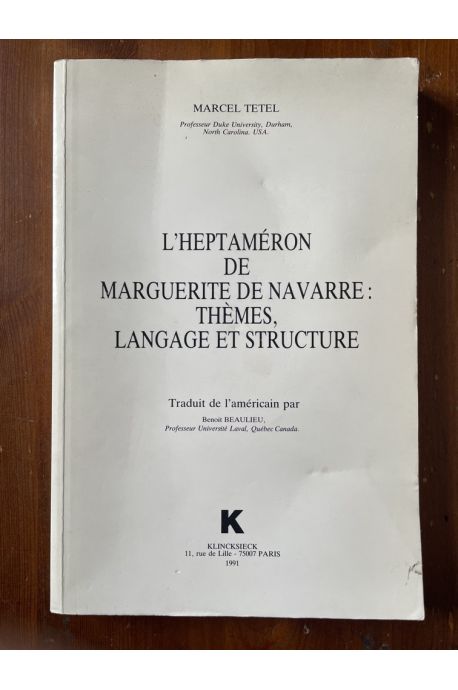 MARCEL TETEL
Professeur Duke University, Durham,
North Carolina. USA.
L'HEPTAMÉRON
DE
MARGUERITE DE NAVARRE :
THÈMES,
LANGAGE ET STRUCTURE
Traduit de l'américain par
Benoit BEAULIEU,
Professeur Université Laval, Québec Canada.
K
KLINCKSIECK
11, rue de Lille - 75007 PARIS
1991